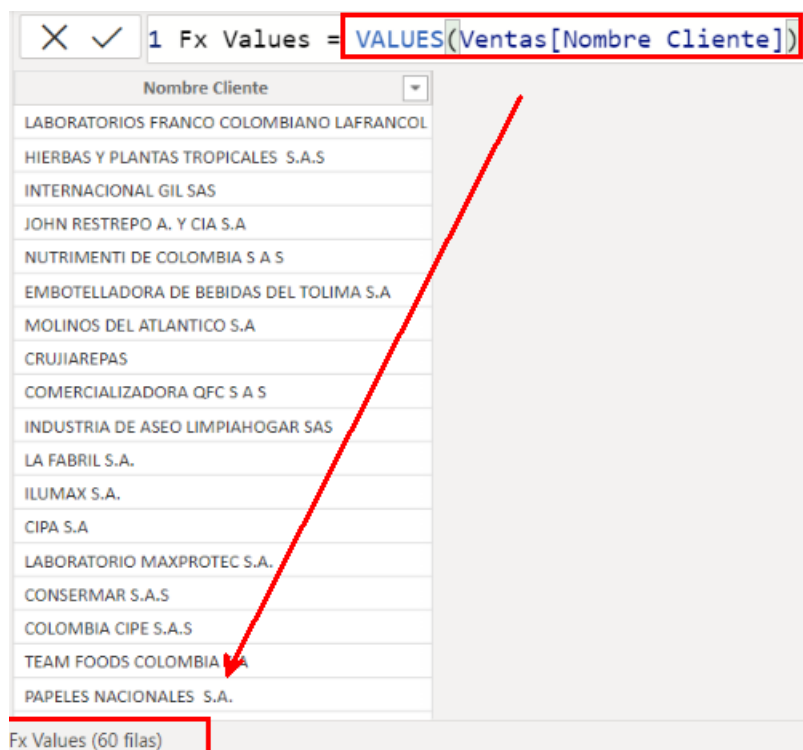 1 Fx Values = VALUES(Ventas[Nombre Cliente])
Nombre Cliente
LABORATORIOS FRANCO COLOMBIANO LAFRANCOL
HIERBAS Y PLANTAS TROPICALES  S.A.S
INTERNACIONAL GIL SAS
JOHN RESTREPO A. Y CIA S.A
NUTRIMENTI DE COLOMBIA S A S
EMBOTELLADORA DE BEBIDAS DEL TOLIMA S.A
MOLINOS DEL ATLANTICO S.A
CRUJIAREPAS
COMERCIALIZADORA QFC S A S
INDUSTRIA DE ASEO LIMPIAHOGAR SAS
LA FABRIL S.A.
ILUMAX S.A.
CIPA S.A
LABORATORIO MAXPROTEC S.A.
CONSERMAR S.A.S
COLOMBIA CIPE S.A.S
TEAM FOODS COLOMBIA
PAPELES NACIONALES  S.A.
Fx Values (60 filas)